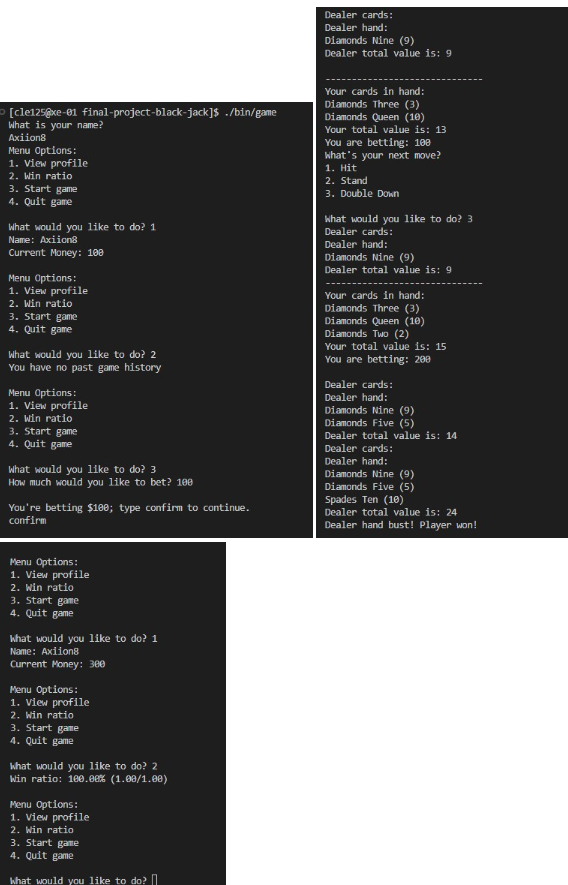 [cle125@xe-01 final-project-black-jack]$ ./bin/game
What is your name?
Axiion8
Menu Options:
1. View profile
2. Win ratio
3. Start game
4. Quit game

What would you like to do? 1
Name: Axiion8
Current Money: 100

Menu Options:
1. View profile
2. Win ratio
3. Start game
4. Quit game

What would you like to do? 2
You have no past game history

Menu Options:
1. View profile
2. Win ratio
3. Start game
4. Quit game

What would you like to do? 3
How much would you like to bet? 100

You're betting $100; type confirm to continue.
confirm

Dealer cards:
Dealer hand:
Diamonds Nine (9)
Dealer total value is: 9

-----------------------------
Your cards in hand:
Diamonds Three (3)
Diamonds Queen (10)
Your total value is: 13
You are betting: 100
What's your next move?
1. Hit
2. Stand
3. Double Down

What would you like to do? 3
Dealer cards:
Dealer hand:
Diamonds Nine (9)
Dealer total value is: 9
-----------------------------
Your cards in hand:
Diamonds Three (3)
Diamonds Queen (10)
Diamonds Two (2)
Your total value is: 15
You are betting: 200

Dealer cards:
Dealer hand:
Diamonds Nine (9)
Diamonds Five (5)
Dealer total value is: 14
Dealer cards:
Dealer hand:
Diamonds Nine (9)
Diamonds Five (5)
Spades Ten (10)
Dealer total value is: 24
Dealer hand bust! Player won!

Menu Options:
1. View profile
2. Win ratio
3. Start game
4. Quit game

What would you like to do? 1
Name: Axiion8
Current Money: 300

Menu Options:
1. View profile
2. Win ratio
3. Start game
4. Quit game

What would you like to do? 2
Win ratio: 100.00% (1.00/1.00)

Menu Options:
1. View profile
2. Win ratio
3. Start game
4. Quit game

What would you like to do?